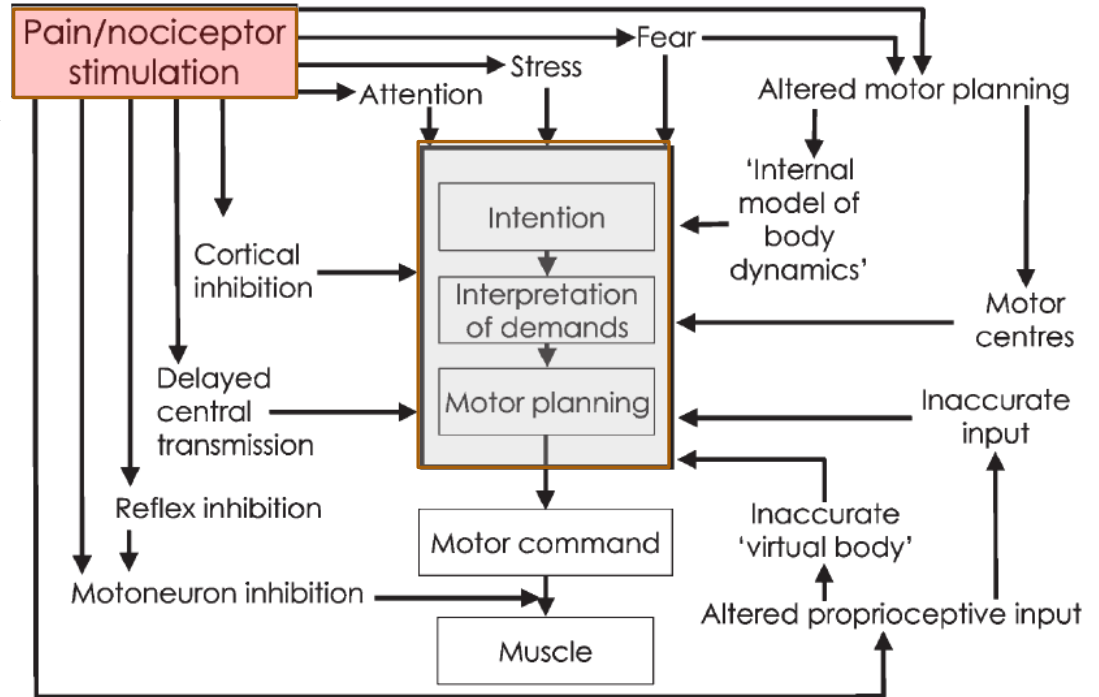 Pain/nociceptor
stimulation
Fear
Stress
Attention
Altered motor planning
'Internal
model of
body
dynamics'
Intention
Cortical
inhibition
Interpretation
of demands
Motor
centres
Delayed
central
transmission
Motor planning
Inaccurate
input
Reflex inhibition
Inaccurate
'virtual body'
Motor command
Motoneuron inhibition
Altered proprioceptive input
Muscle